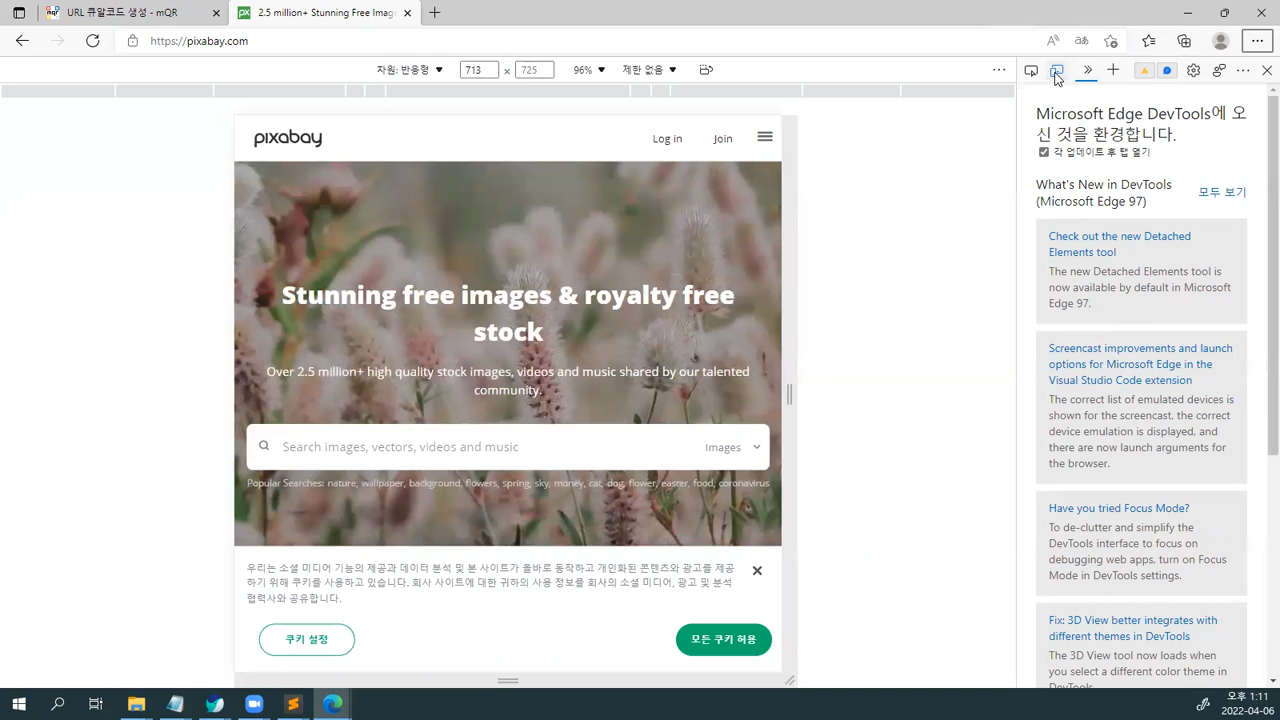 URL 큐알코드 생성 - mQR
2.5 million+ Stunning Free Imag
https://pixabay.com
자원: 반응형
713 x 725
96%
제한 없음
pixabay
Log in
Join
Stunning free images & royalty free
stock
Over 2.5 million+ high quality stock images, videos and music shared by our talented
community.
Search images, vectors, videos and music
Images
Popular Searches: nature, wallpaper, background, flowers, spring, sky, money, cat, dog, flower, easter, food, coronavirus
우리는 소셜 미디어 기능의 제공과 데이터 분석 및 본 사이트가 올바로 동작하고 개인화된 콘텐츠와 광고를 제공
하기 위해 쿠키를 사용하고 있습니다. 회사 사이트에 대한 귀하의 사용 정보를 회사의 소셜 미디어, 광고 및 분석
협력사와 공유합니다.
쿠키 설정
모든 쿠키 허용
Microsoft Edge DevTools에 오
신 것을 환경합니다.
각 업데이트 후 탭 열기
What's New in DevTools
(Microsoft Edge 97)
모두 보기
Check out the new Detached
Elements tool
The new Detached Elements tool is
now available by default in Microsoft
Edge 97.
Screencast improvements and launch
options for Microsoft Edge in the
Visual Studio Code extension
The correct list of emulated devices is
shown for the screencast, the correct
device emulation is displayed, and
there are now launch arguments for
the browser.
Have you tried Focus Mode?
To de-clutter and simplify the
DevTools interface to focus on
debugging web apps, turn on Focus
Mode in DevTools settings.
Fix: 3D View better integrates with
different themes in DevTools
The 3D View tool now loads when
you select a different color theme in
DevTools
오후 1:11
2022-04-06